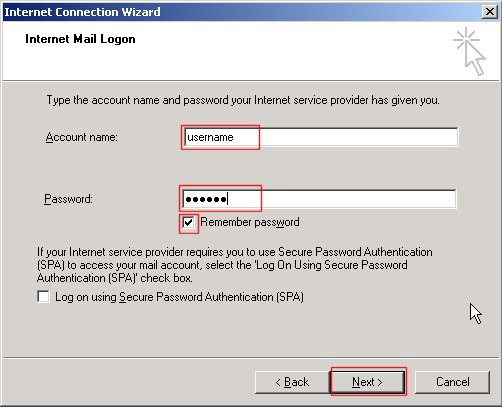 Internet Connection Wizard
Internet Mail Logon
Type the account name and password your Internet service provider has given you.
Account name:
username
Password:
●●●●●●
Remember password
If your Internet service provider requires you to use Secure Password Authentication
(SPA) to access your mail account, select the 'Log On Using Secure Password
Authentication (SPA)' check box.
Log on using Secure Password Authentication (SPA)
< Back
Next >
Cancel